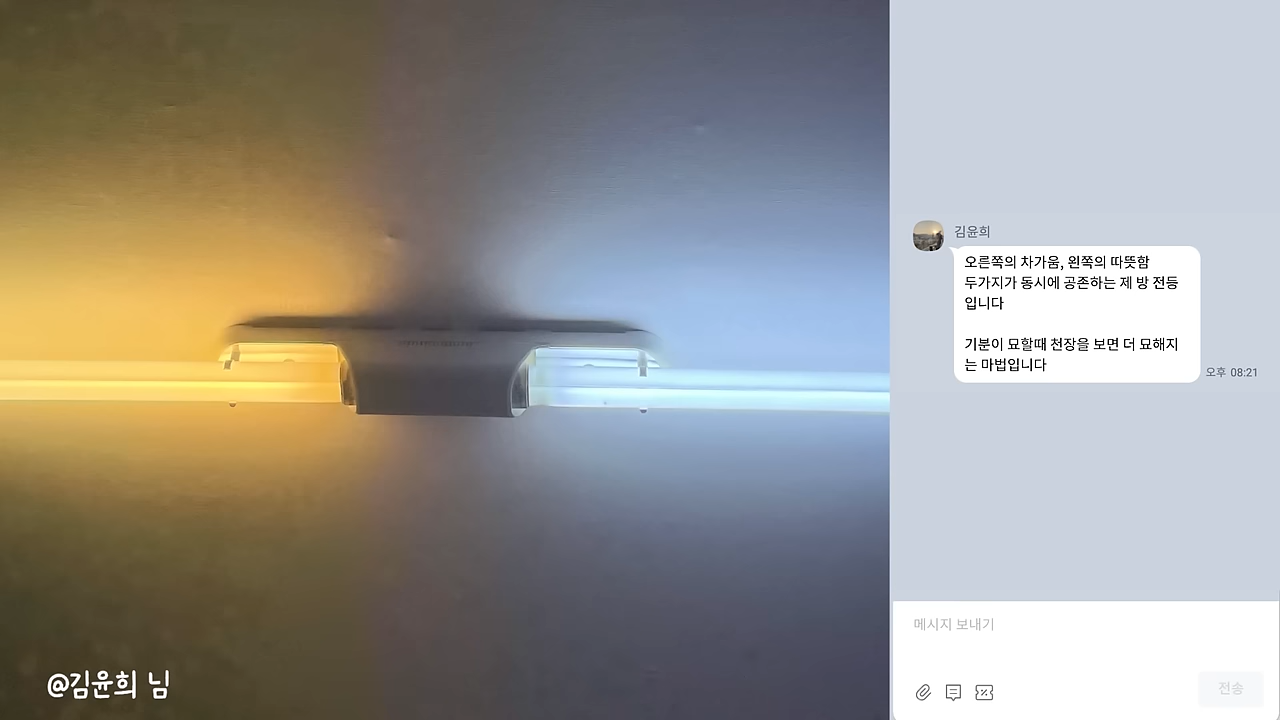 김윤희
오른쪽의 차가움, 왼쪽의 따뜻함
두가지가 동시에 공존하는 제 방 전등
입니다
기분이 묘할때 천장을 보면 더 묘해지
는 마법입니다
오후 08:21
메시지 보내기
전송
@김윤희 님